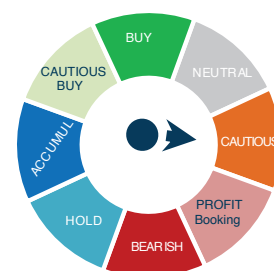 BUY
NEUTRAL
CAUTIOUS
PROFIT
Booking
BEARISH
HOLD
ACCUMUL
CAUTIOUS
BUY